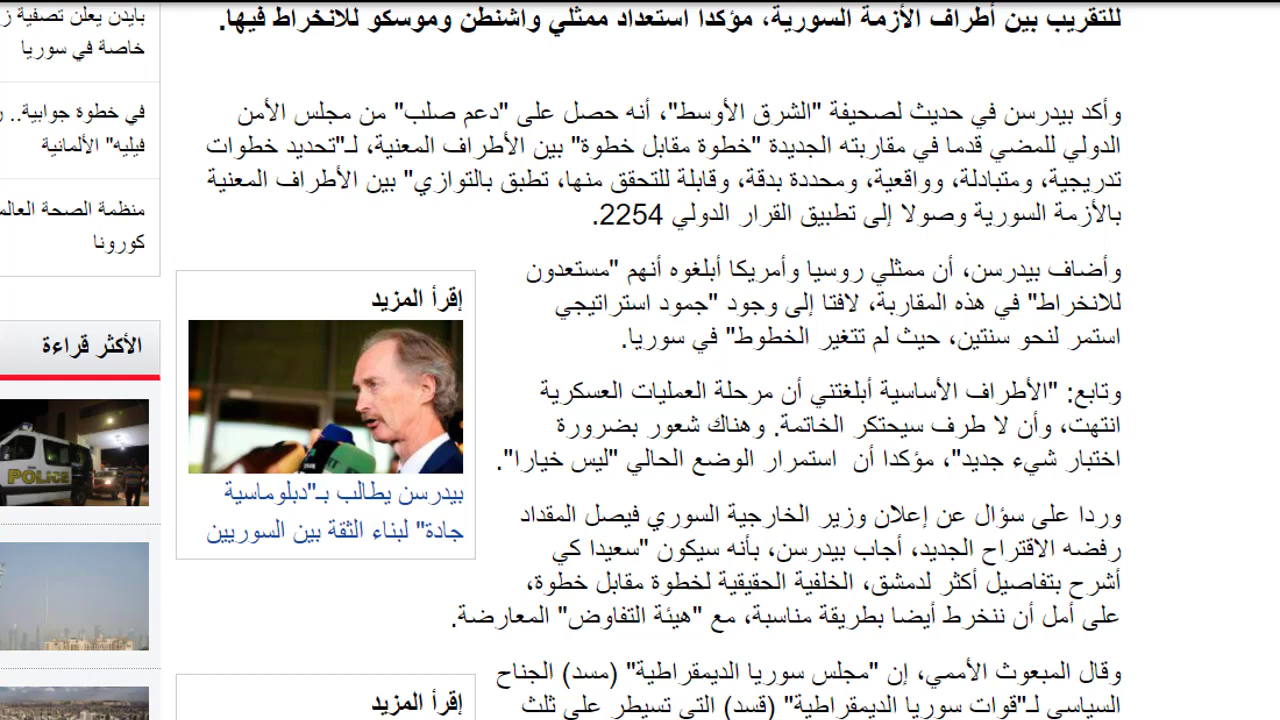 للتقريب بين أطراف الأزمة السورية، مؤكدا استعداد ممثلي واشنطن وموسكو للانخراط فيها.
وأكد بيدرسن في حديث لصحيفة "الشرق الأوسط"، أنه حصل على "دعم صلب" من مجلس الأمن
الدولي للمضي قدما في مقاربته الجديدة "خطوة مقابل خطوة" بين الأطراف المعنية، لـ"تحديد خطوات
تدريجية، ومتبادلة، وواقعية، ومحددة بدقة، وقابلة للتحقق منها، تطبق بالتوازي" بين الأطراف المعنية
بالأزمة السورية وصولا إلى تطبيق القرار الدولي 2254.
وأضاف بيدرسن، أن ممثلي روسيا وأمريكا أبلغوه أنهم "مستعدون
للانخراط" في هذه المقاربة، لافتا إلى وجود "جمود استراتيجي
استمر لنحو سنتين، حيث لم تتغير الخطوط" في سوريا.
وتابع: "الأطراف الأساسية أبلغتني أن مرحلة العمليات العسكرية
انتهت، وأن لا طرف سيحتكر الخاتمة. وهناك شعور بضرورة
اختبار شيء جديد"، مؤكدا أن استمرار الوضع الحالي "ليس خيارا".
وردا على سؤال عن إعلان وزير الخارجية السوري فيصل المقداد
رفضه الاقتراح الجديد، أجاب بيدرسن، بأنه سيكون "سعيدا كي
أشرح بتفاصيل أكثر لدمشق، الخلفية الحقيقية لخطوة مقابل خطوة،
على أمل أن ننخرط أيضا بطريقة مناسبة، مع "هيئة التفاوض" المعارضة.
وقال المبعوث الأممي، إن "مجلس سوريا الديمقراطية" (مسد) الجناح
السياسي لـ"قوات سوريا الديمقراطية" (قسد) التي تسيطر على ثلث
إقرأ المزيد
بيدرسن يطالب بـ"دبلوماسية
جادة" لبناء الثقة بين السوريين
إقرأ المزيد
بايدن يعلن تصفية
خاصة في سوريا
في خطوة جوابية..
فيليه" الألمانية
منظمة الصحة
كورونا
الأكثر قراءة
POLICE